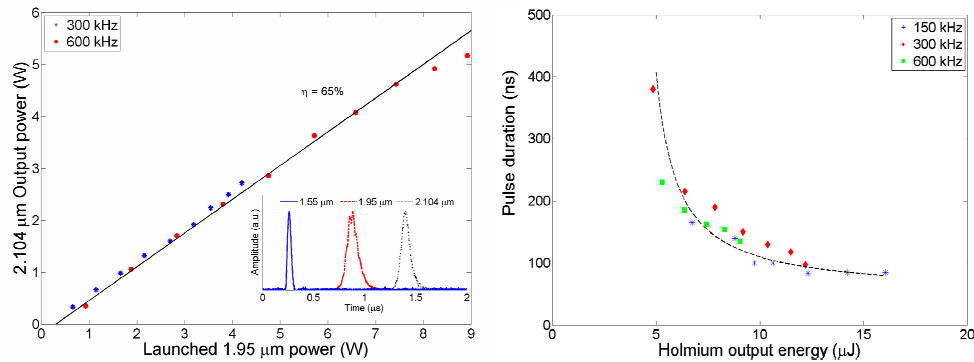 300 kHz
600 kHz
η = 65%
2.104 μm Output power (W)
0 1 2 3 4 5 6
Launched 1.95 μm power (W)
0 1 2 3 4 5 6 7 8 9
1.55 μm 1.95 μm 2.104 μm
Amplitude (a.u.)
0 0.5 1 1.5 2
Time (μs)
150 kHz
300 kHz
600 kHz
Pulse duration (ns)
0 100 200 300 400 500
Holmium output energy (μJ)
0 5 10 15 20